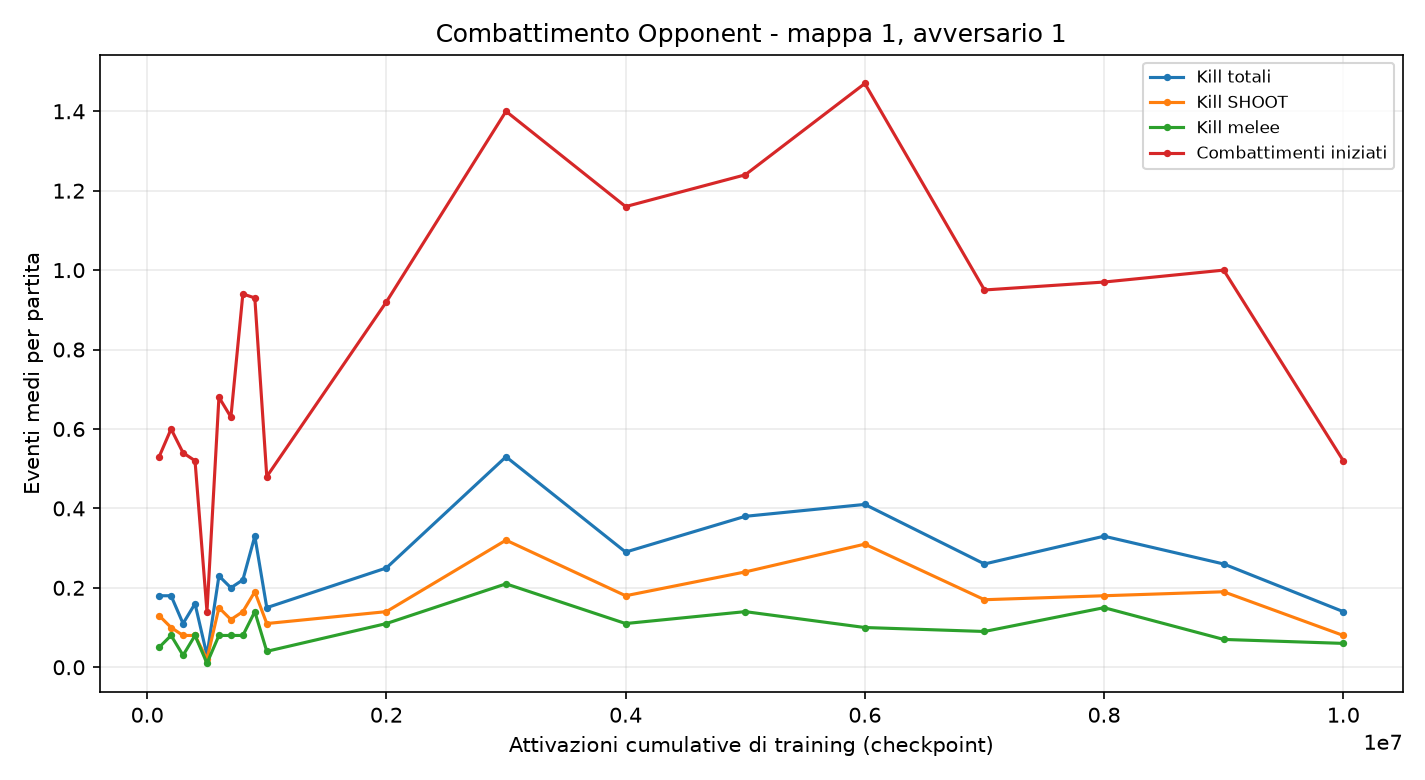 Combattimento Opponent - mappa 1, avversario 1
Kill totali
Kill SHOOT
Kill melee
Combattimenti iniziati
Eventi medi per partita
1.4
1.2
1.0
0.8
0.6
0.4
0.2
0.0
0.0
0.2
0.4
0.6
0.8
1.0
1e7
Attivazioni cumulative di training (checkpoint)